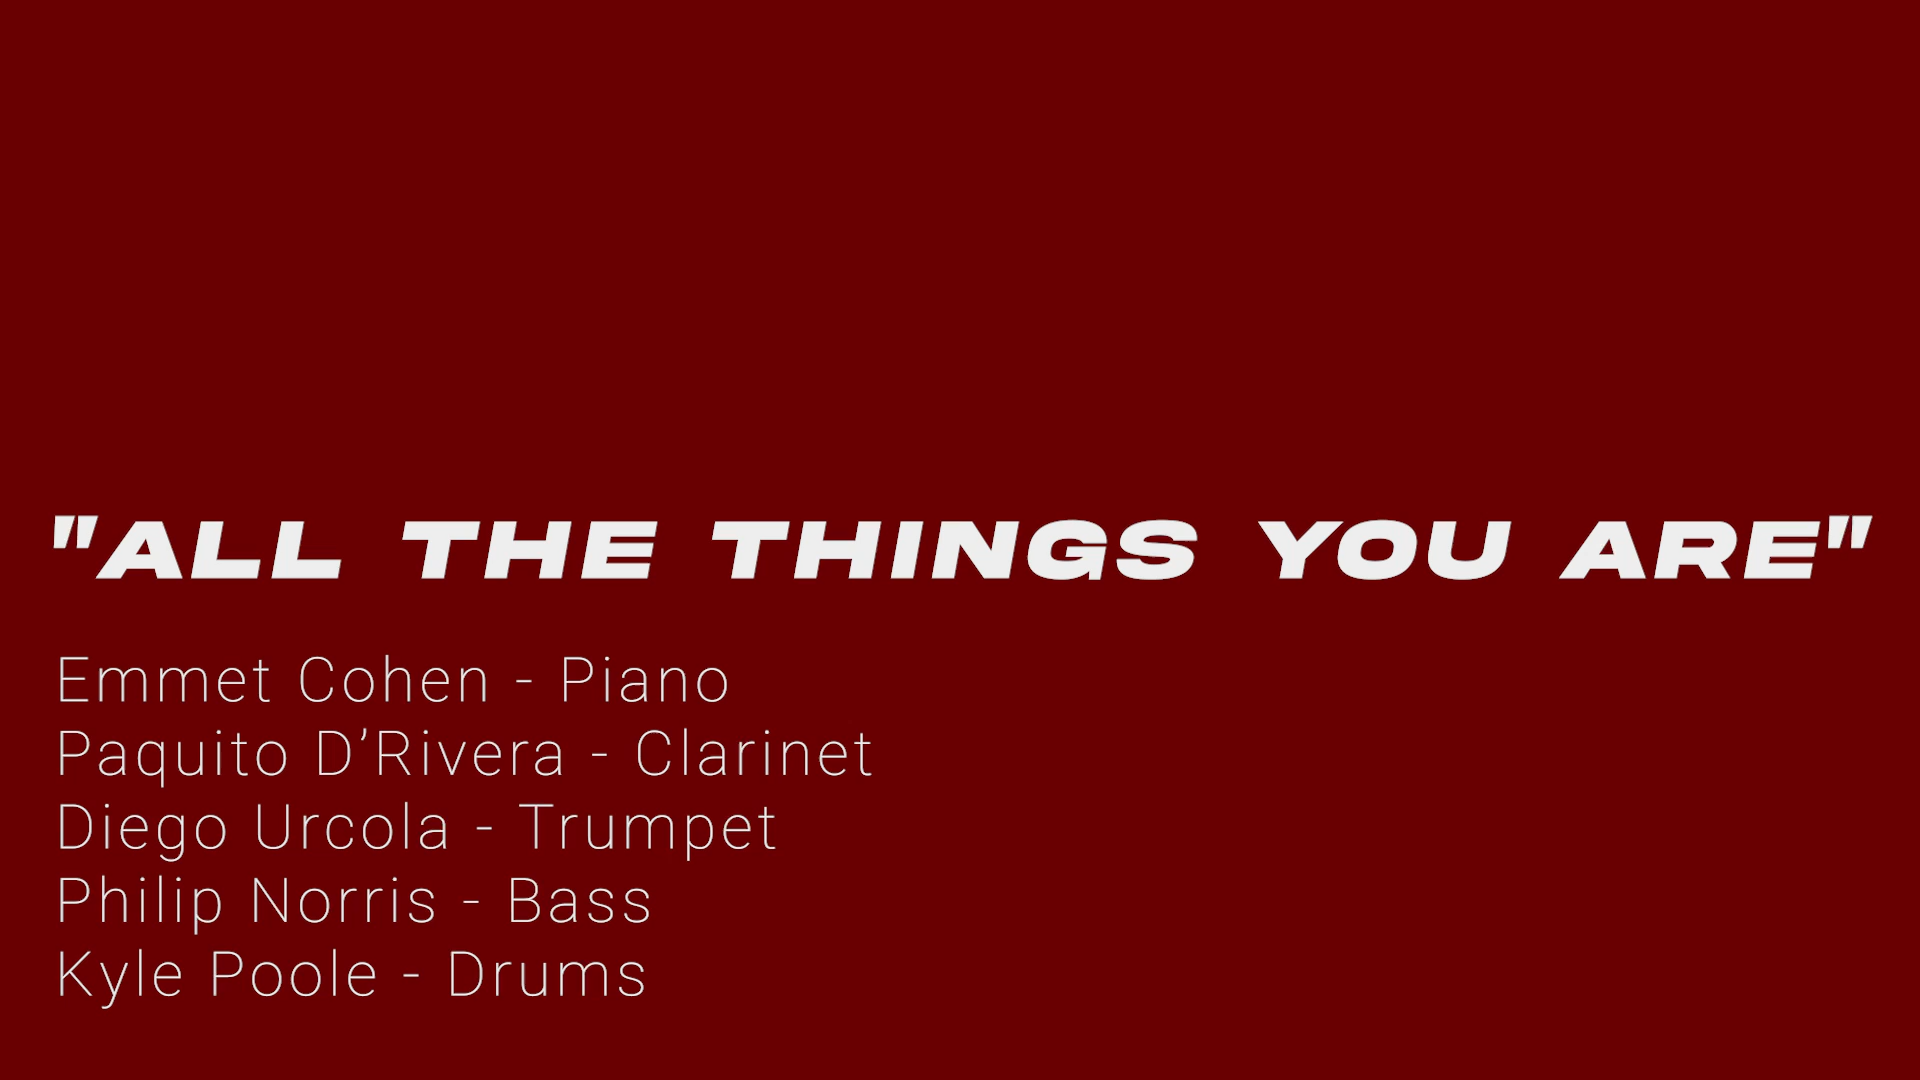 "ALL THE THINGS YOU ARE"
Emmet Cohen - Piano
Paquito D’Rivera - Clarinet
Diego Urcola - Trumpet
Philip Norris - Bass
Kyle Poole - Drums